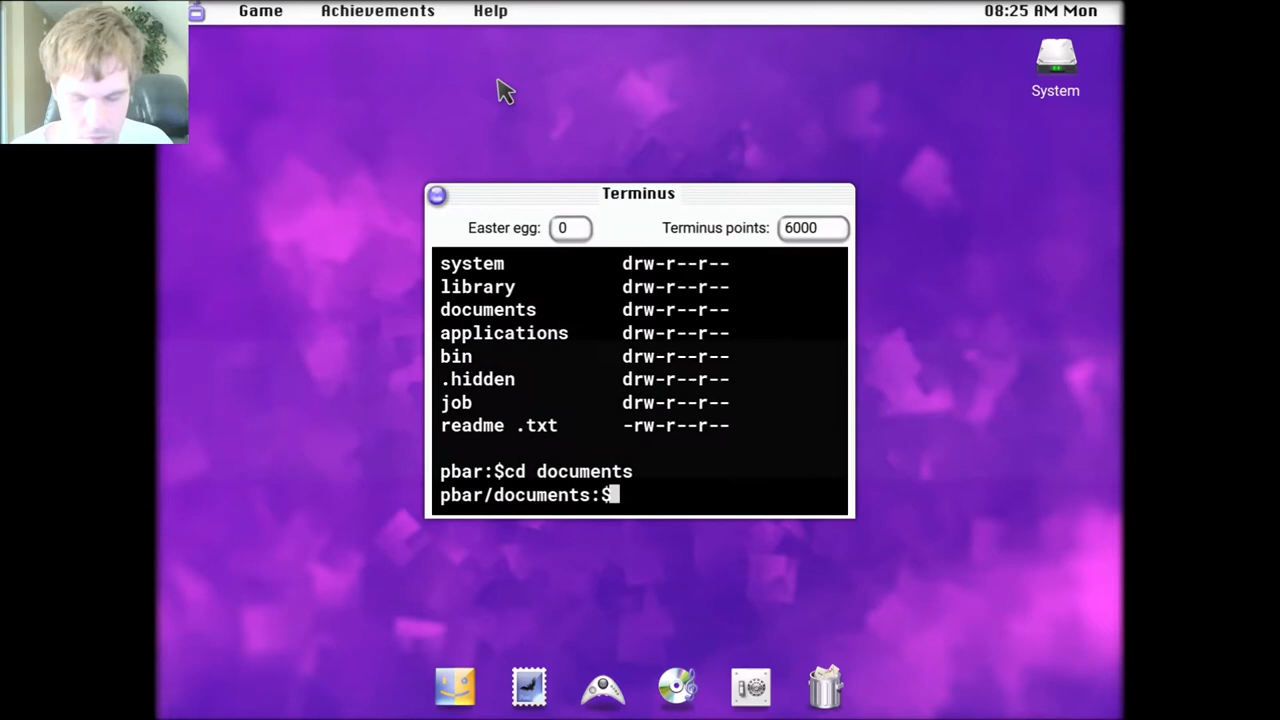 Game Achievements Help 08:25 AM Mon
System
Terminus
Easter egg: 0 Terminus points: 6000
system drw-r--r--
library drw-r--r--
documents drw-r--r--
applications drw-r--r--
bin drw-r--r--
.hidden drw-r--r--
job drw-r--r--
readme .txt -rw-r--r--
pbar:$cd documents
pbar/documents:$